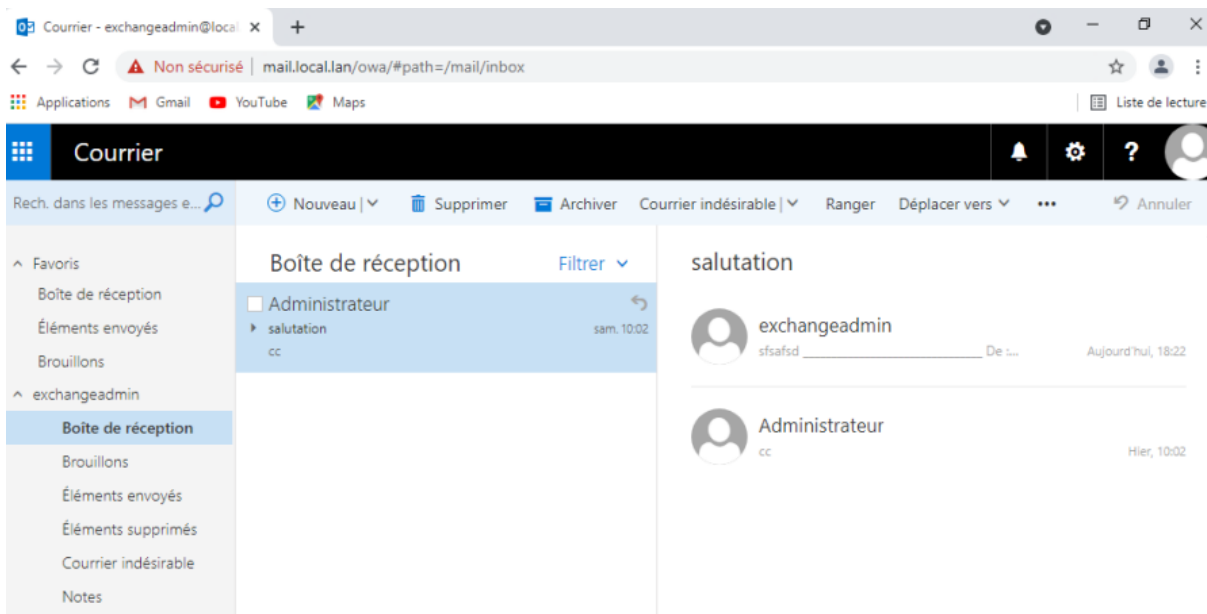 Courrier - exchangeadmin@local
Non sécurisé | mail.local.lan/owa/#path=/mail/inbox
Applications Gmail YouTube Maps Liste de lecture
Courrier
Rech. dans les messages e... Nouveau | Supprimer Archiver Courrier indésirable | Ranger Déplacer vers ... Annuler
Favoris
Boîte de réception
Éléments envoyés
Brouillons
exchangeadmin
Boîte de réception
Brouillons
Éléments envoyés
Éléments supprimés
Courrier indésirable
Notes
Boîte de réception Filtrer
Administrateur
salutation sam. 10:02
cc
salutation
exchangeadmin
sfsafsd ________________________ De :... Aujourd'hui, 18:22
Administrateur
cc Hier, 10:02